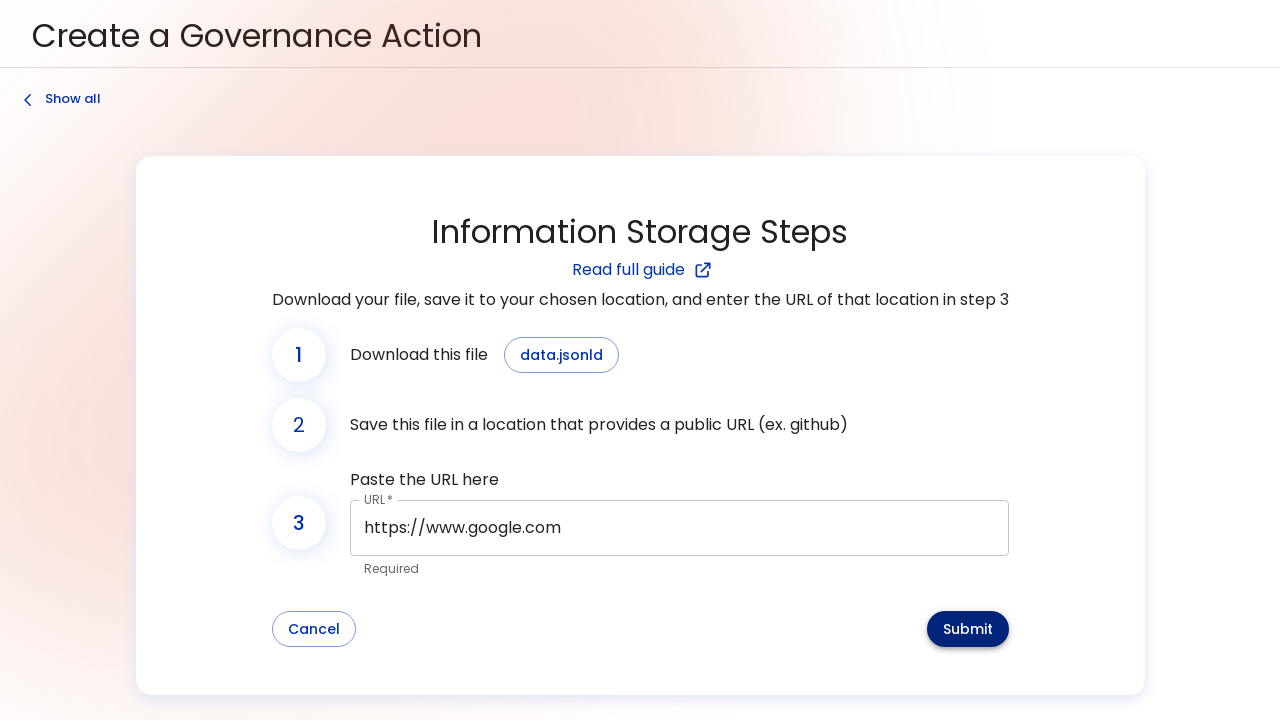 Create a Governance Action
Show all
Information Storage Steps
Read full guide
Download your file, save it to your chosen location, and enter the URL of that location in step 3
1
Download this file
data.jsonld
2
Save this file in a location that provides a public URL (ex. github)
Paste the URL here
3
URL *
https://www.google.com
Required
Cancel
Submit